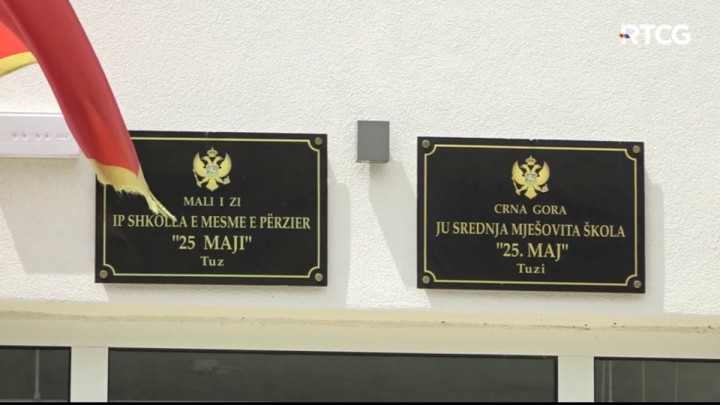 RTCG
MALI I ZI
IP SHKOLLA E MESME E PËRZIER
"25 MAJI"
Tuz
CRNA GORA
JU SREDNJA MJEŠOVITA ŠKOLA
"25. MAJ"
Tuzi